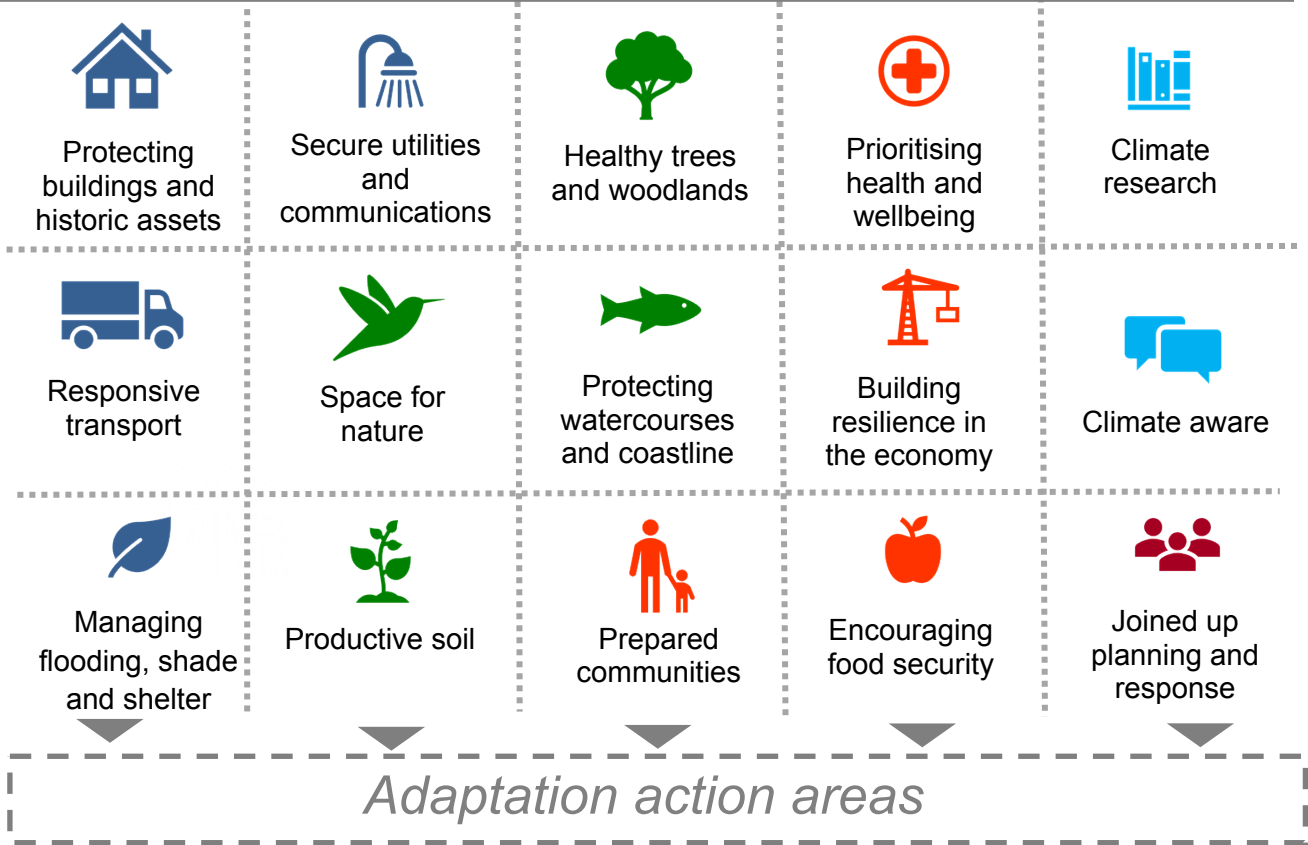 Protecting
buildings and
historic assets
Secure utilities
and
communications
Healthy trees
and woodlands
Prioritising
health and
wellbeing
Climate
research
Responsive
transport
Space for
nature
Protecting
watercourses
and coastline
Building
resilience in
the economy
Climate aware
Managing
flooding, shade
and shelter
Productive soil
Prepared
communities
Encouraging
food security
Joined up
planning and
response
Adaptation action areas